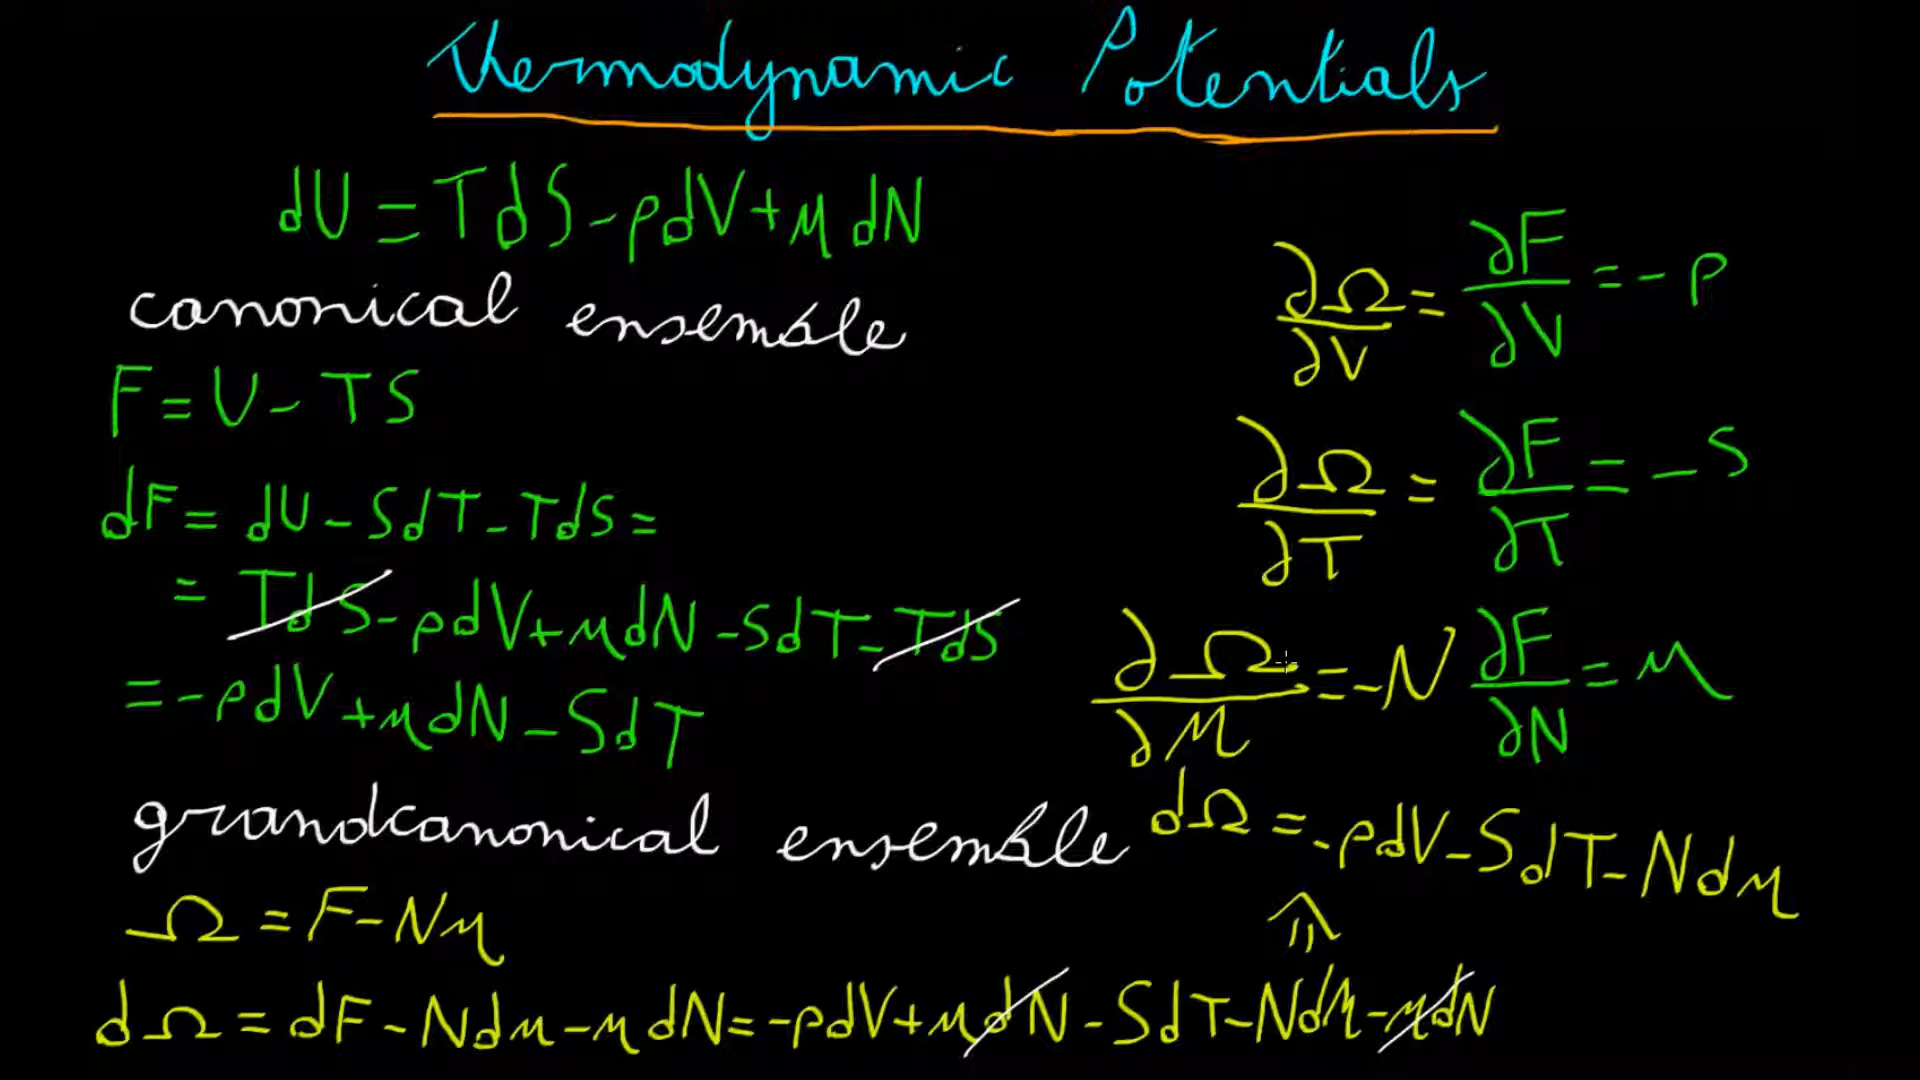 Thermodynamic Potentials
dU = TdS - pdV + μdN
canonical ensemble
F = U - TS
dF = dU - SdT - TdS =
= TdS - pdV + μdN - SdT - TdS
= -pdV + μdN - SdT
grandcanonical ensemble
Ω = F - Nμ
dΩ = dF - Ndμ - μdN = -pdV + μdN - SdT - Ndμ - μdN
∂Ω/∂V = ∂F/∂V = -p
∂Ω/∂T = ∂F/∂T = -S
∂Ω/∂μ = -N ∂F/∂N = μ
dΩ = -pdV - SdT - Ndμ
⇑